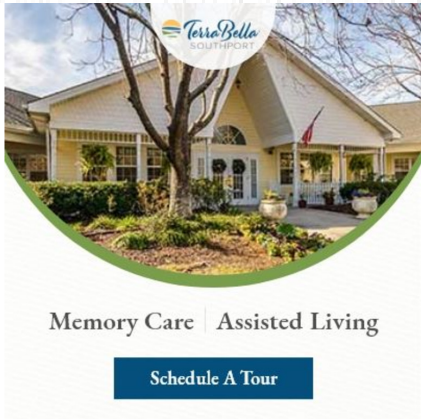 TerraBella
SOUTHPORT
Memory Care | Assisted Living
Schedule A Tour